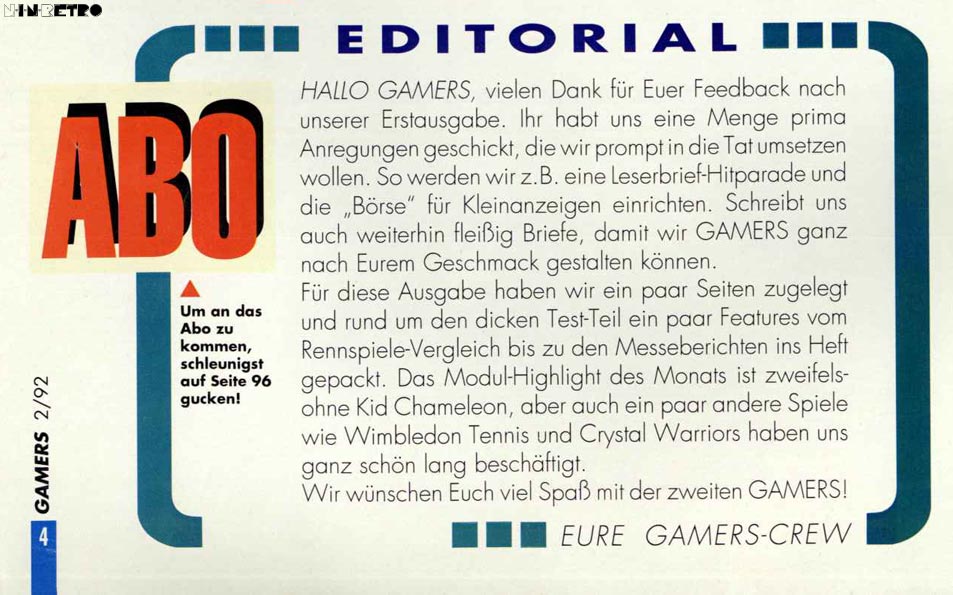 N-I-N-RETRO
EDITORIAL
ABO
Um an das
Abo zu
kommen,
schleunigst
auf Seite 96
gucken!
HALLO GAMERS, vielen Dank für Euer Feedback nach
unserer Erstausgabe. Ihr habt uns eine Menge prima
Anregungen geschickt, die wir prompt in die Tat umsetzen
wollen. So werden wir z.B. eine Leserbrief-Hitparade und
die „Börse“ für Kleinanzeigen einrichten. Schreibt uns
auch weiterhin fleißig Briefe, damit wir GAMERS ganz
nach Eurem Geschmack gestalten können.
Für diese Ausgabe haben wir ein paar Seiten zugelegt
und rund um den dicken Test-Teil ein paar Features vom
Rennspiele-Vergleich bis zu den Messeberichten ins Heft
gepackt. Das Modul-Highlight des Monats ist zweifels-
ohne Kid Chameleon, aber auch ein paar andere Spiele
wie Wimbledon Tennis und Crystal Warriors haben uns
ganz schön lang beschäftigt.
Wir wünschen Euch viel Spaß mit der zweiten GAMERS!
EURE GAMERS-CREW
GAMERS 2/92
4